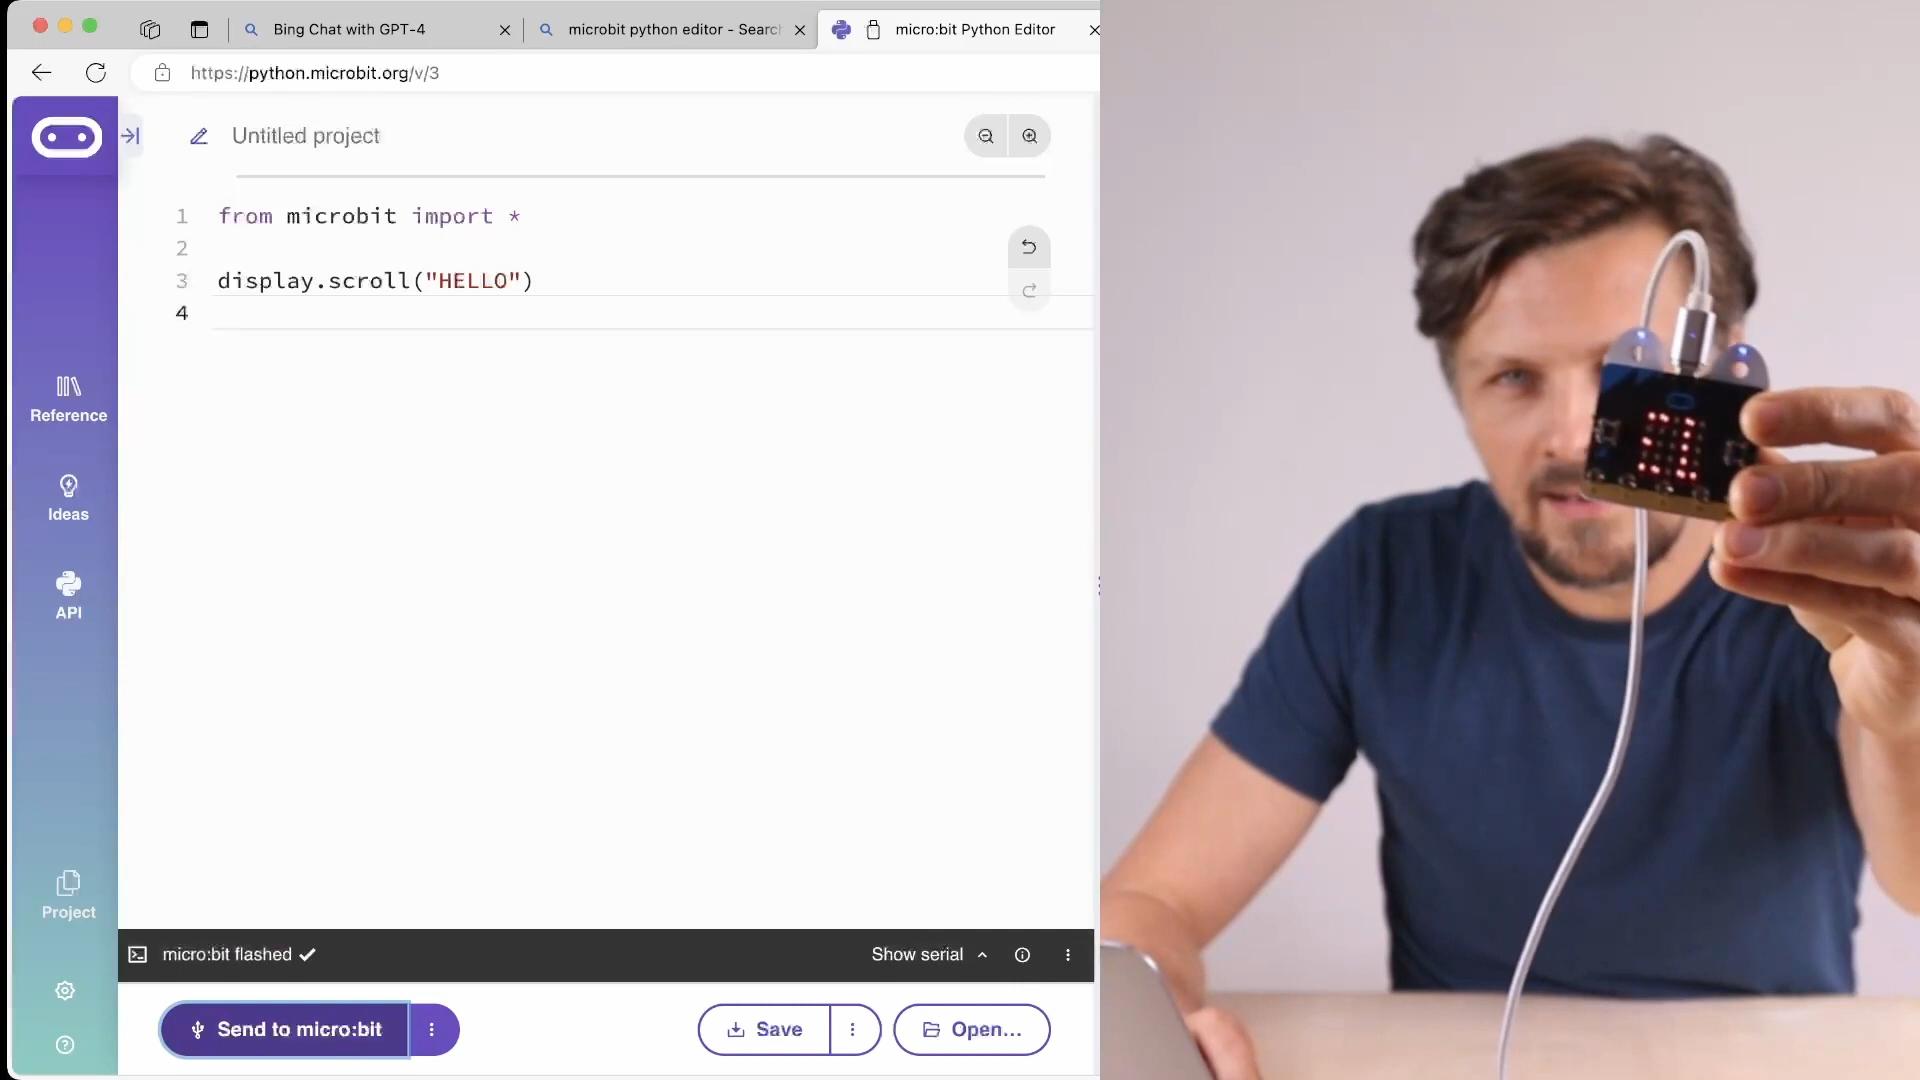 Bing Chat with GPT-4
microbit python editor - Searc
micro:bit Python Editor
https://python.microbit.org/v/3
Untitled project
1 from microbit import *
2
3 display.scroll("HELLO")
4
Reference
Ideas
API
Project
micro:bit flashed
Show serial
Send to micro:bit
Save
Open...